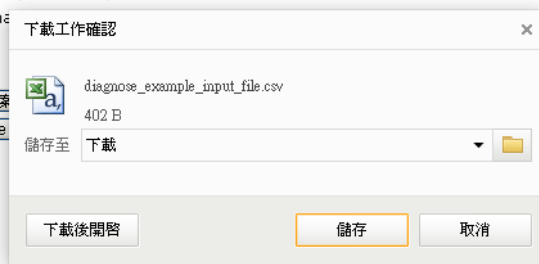 下載工作確認
diagnose_example_input_file.csv
402 B
儲存至 下載
下載後開啓 儲存 取消